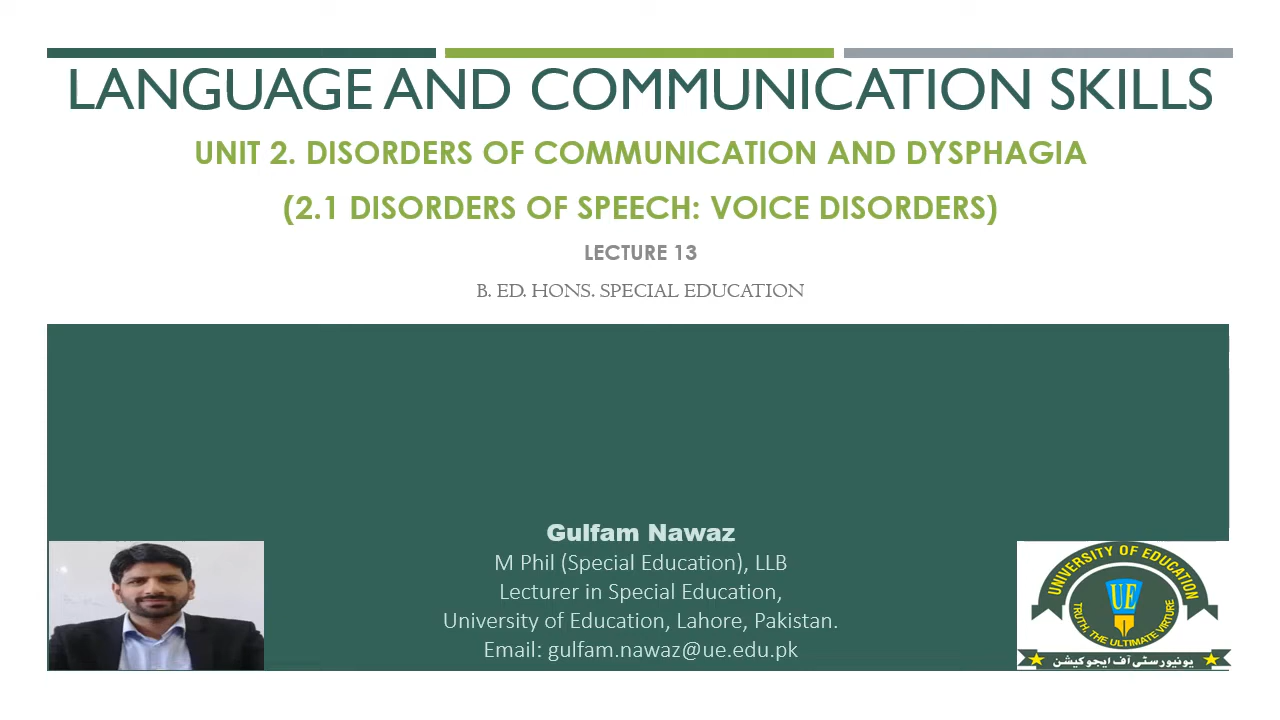 LANGUAGE AND COMMUNICATION SKILLS
UNIT 2. DISORDERS OF COMMUNICATION AND DYSPHAGIA
(2.1 DISORDERS OF SPEECH: VOICE DISORDERS)
LECTURE 13
B. ED. HONS. SPECIAL EDUCATION
Gulfam Nawaz
M Phil (Special Education), LLB
Lecturer in Special Education,
University of Education, Lahore, Pakistan.
Email: gulfam.nawaz@ue.edu.pk
UNIVERSITY OF EDUCATION
UE
TRUTH, THE ULTIMATE VIRTUE
یونیورسٹی آف ایجوکیشن